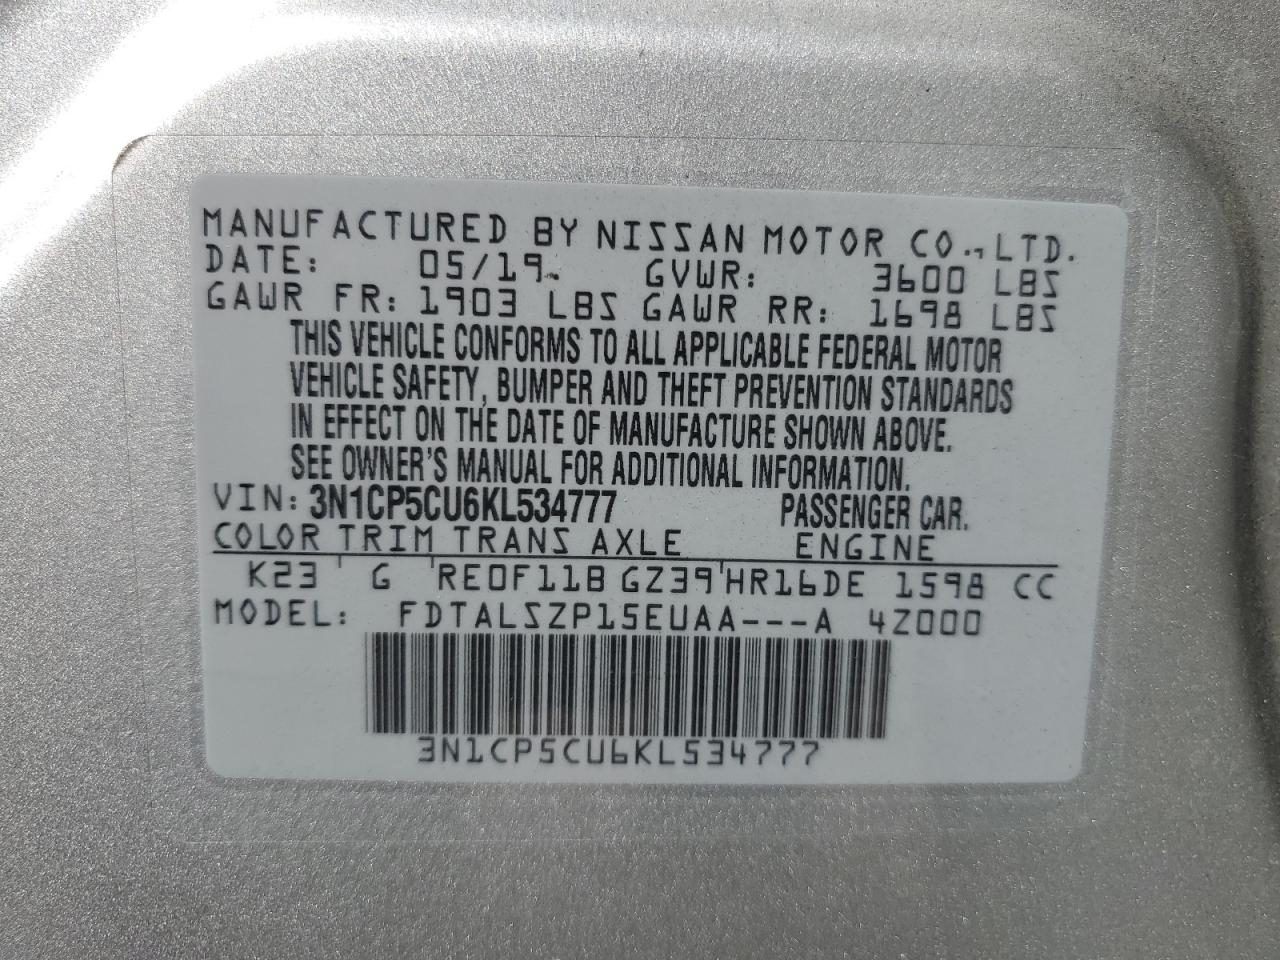 MANUFACTURED BY NISSAN MOTOR CO., LTD.
DATE: 05/19 GVWR: 3600 LBS
GAWR FR: 1903 LBS GAWR RR: 1698 LBS
THIS VEHICLE CONFORMS TO ALL APPLICABLE FEDERAL MOTOR
VEHICLE SAFETY, BUMPER AND THEFT PREVENTION STANDARDS
IN EFFECT ON THE DATE OF MANUFACTURE SHOWN ABOVE.
SEE OWNER'S MANUAL FOR ADDITIONAL INFORMATION.
VIN: 3N1CP5CU6KL534777 PASSENGER CAR.
COLOR TRIM TRANS AXLE ENGINE
K23 G RE0F11B GZ39 HR16DE 1598 CC
MODEL: FDTALSZP15EUAA---A 4Z000
3N1CP5CU6KL534777